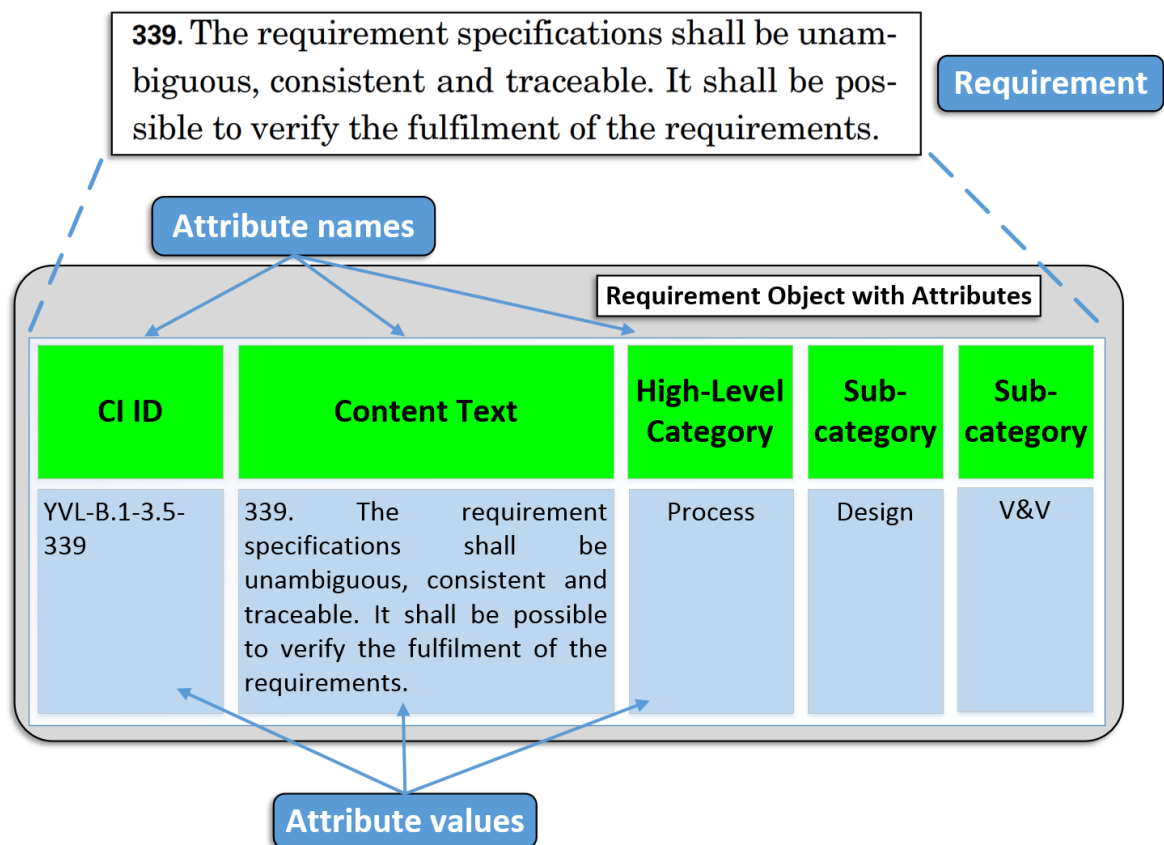 339. The requirement specifications shall be unam-
biguous, consistent and traceable. It shall be pos-
sible to verify the fulfilment of the requirements.
Requirement
Attribute names
Requirement Object with Attributes
CI ID
Content Text
High-Level
Category
Sub-
category
Sub-
category
YVL-B.1-3.5-
339
339. The requirement
specifications shall be
unambiguous, consistent and
traceable. It shall be possible
to verify the fulfilment of the
requirements.
Process
Design
V&V
Attribute values